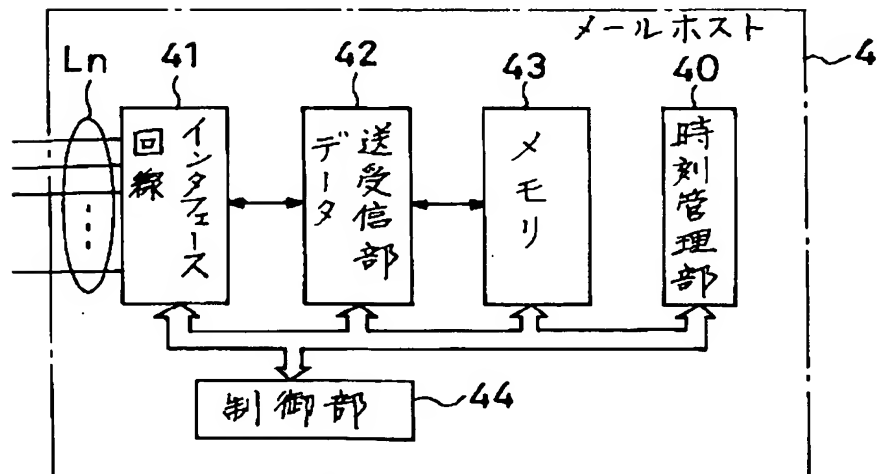 メールホスト
4
Ln
41
42
43
40
回線
インタフェース
データ
送受信部
メモリ
時刻管理部
制御部
44